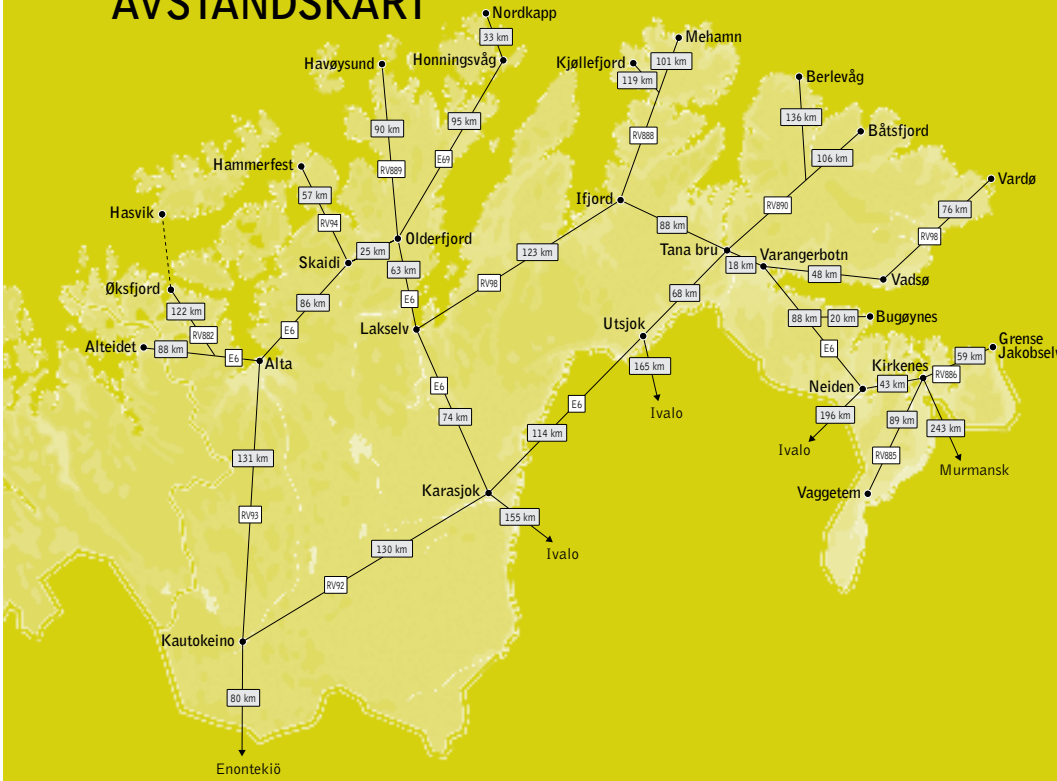 AVSTANDSKART
Nordkapp
33 km
Mehamn
Havøysund
Honningsvåg
Kjøllefjord
101 km
119 km
Berlevåg
90 km
95 km
136 km
Båtsfjord
RV888
106 km
Hammerfest
RV889
E69
Vardø
57 km
Ifjord
RV890
76 km
Hasvik
RV94
88 km
RV98
Olderfjord
25 km
123 km
Tana bru
Varangerbotn
Skaidi
63 km
18 km
48 km
Vadsø
Øksfjord
RV98
68 km
86 km
E6
122 km
Utsjok
88 km
20 km
Bugøynes
E6
Lakselv
RV882
Grense
Jakobselv
Alteidet
88 km
E6
Alta
E6
59 km
165 km
Kirkenes
RV886
E6
43 km
Neiden
E6
Ivalo
74 km
196 km
89 km
243 km
114 km
Ivalo
131 km
RV885
Murmansk
Karasjok
Vaggetem
RV93
155 km
130 km
Ivalo
RV92
Kautokeino
80 km
Enontekiö